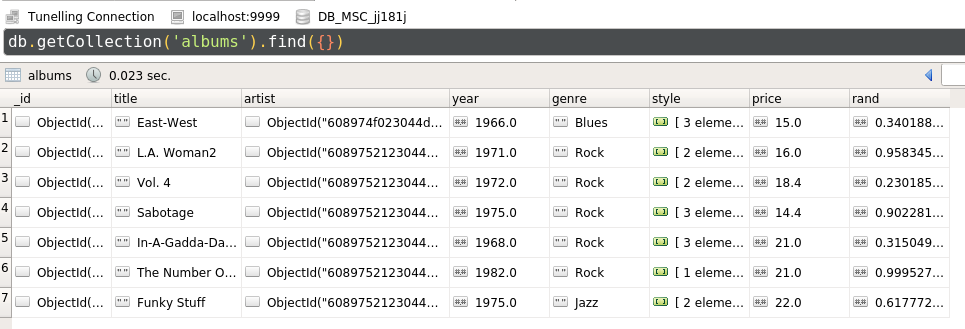 Tunelling Connection localhost:9999 DB_MSC_jj181j
db.getCollection('albums').find({})
albums 0.023 sec.
_id title artist year genre style price rand
1 ObjectId(... "" East-West ObjectId("608974f023044d... #.# 1966.0 "" Blues [ 3 eleme... #.# 15.0 0.340188...
2 ObjectId(... "" L.A. Woman2 ObjectId("6089752123044... #.# 1971.0 "" Rock [ 2 eleme... #.# 16.0 0.958345...
3 ObjectId(... "" Vol. 4 ObjectId("6089752123044... #.# 1972.0 "" Rock [ 2 eleme... #.# 18.4 0.230185...
4 ObjectId(... "" Sabotage ObjectId("6089752123044... #.# 1975.0 "" Rock [ 3 eleme... #.# 14.4 0.902281...
5 ObjectId(... "" In-A-Gadda-Da... ObjectId("6089752123044... #.# 1968.0 "" Rock [ 3 eleme... #.# 21.0 0.315049...
6 ObjectId(... "" The Number O... ObjectId("6089752123044... #.# 1982.0 "" Rock [ 1 eleme... #.# 21.0 0.999527...
7 ObjectId(... "" Funky Stuff ObjectId("6089752123044... #.# 1975.0 "" Jazz [ 2 eleme... #.# 22.0 0.617772...